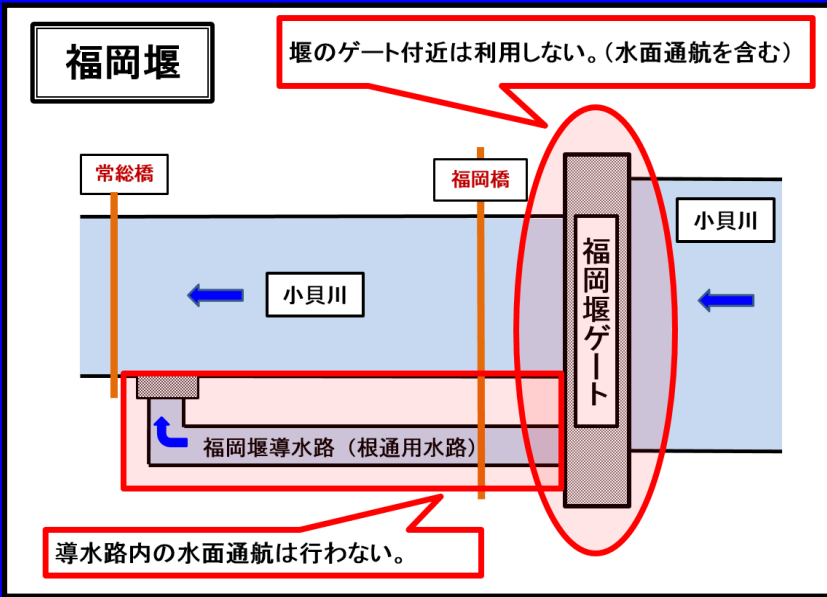 福岡堰
堰のゲート付近は利用しない。（水面通航を含む）
常総橋
福岡橋
小貝川
小貝川
福岡堰ゲート
福岡堰導水路（根通用水路）
導水路内の水面通航は行わない。